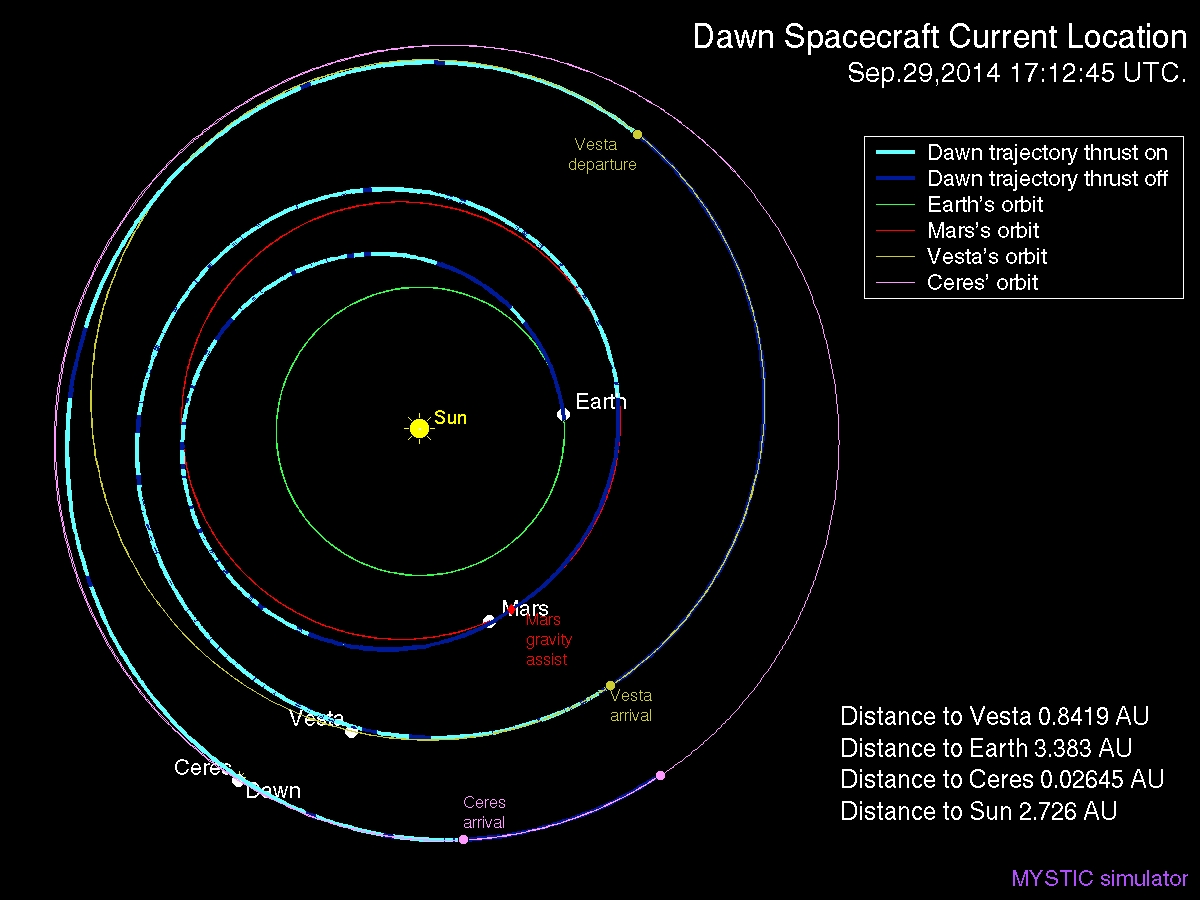 Dawn Spacecraft Current Location
Sep.29,2014 17:12:45 UTC.
Dawn trajectory thrust on
Dawn trajectory thrust off
Earth's orbit
Mars's orbit
Vesta's orbit
Ceres' orbit
Vesta
departure
Earth
Sun
Mars
Mars
gravity
assist
Vesta
arrival
Vesta
Ceres
Dawn
Ceres
arrival
Distance to Vesta 0.8419 AU
Distance to Earth 3.383 AU
Distance to Ceres 0.02645 AU
Distance to Sun 2.726 AU
MYSTIC simulator